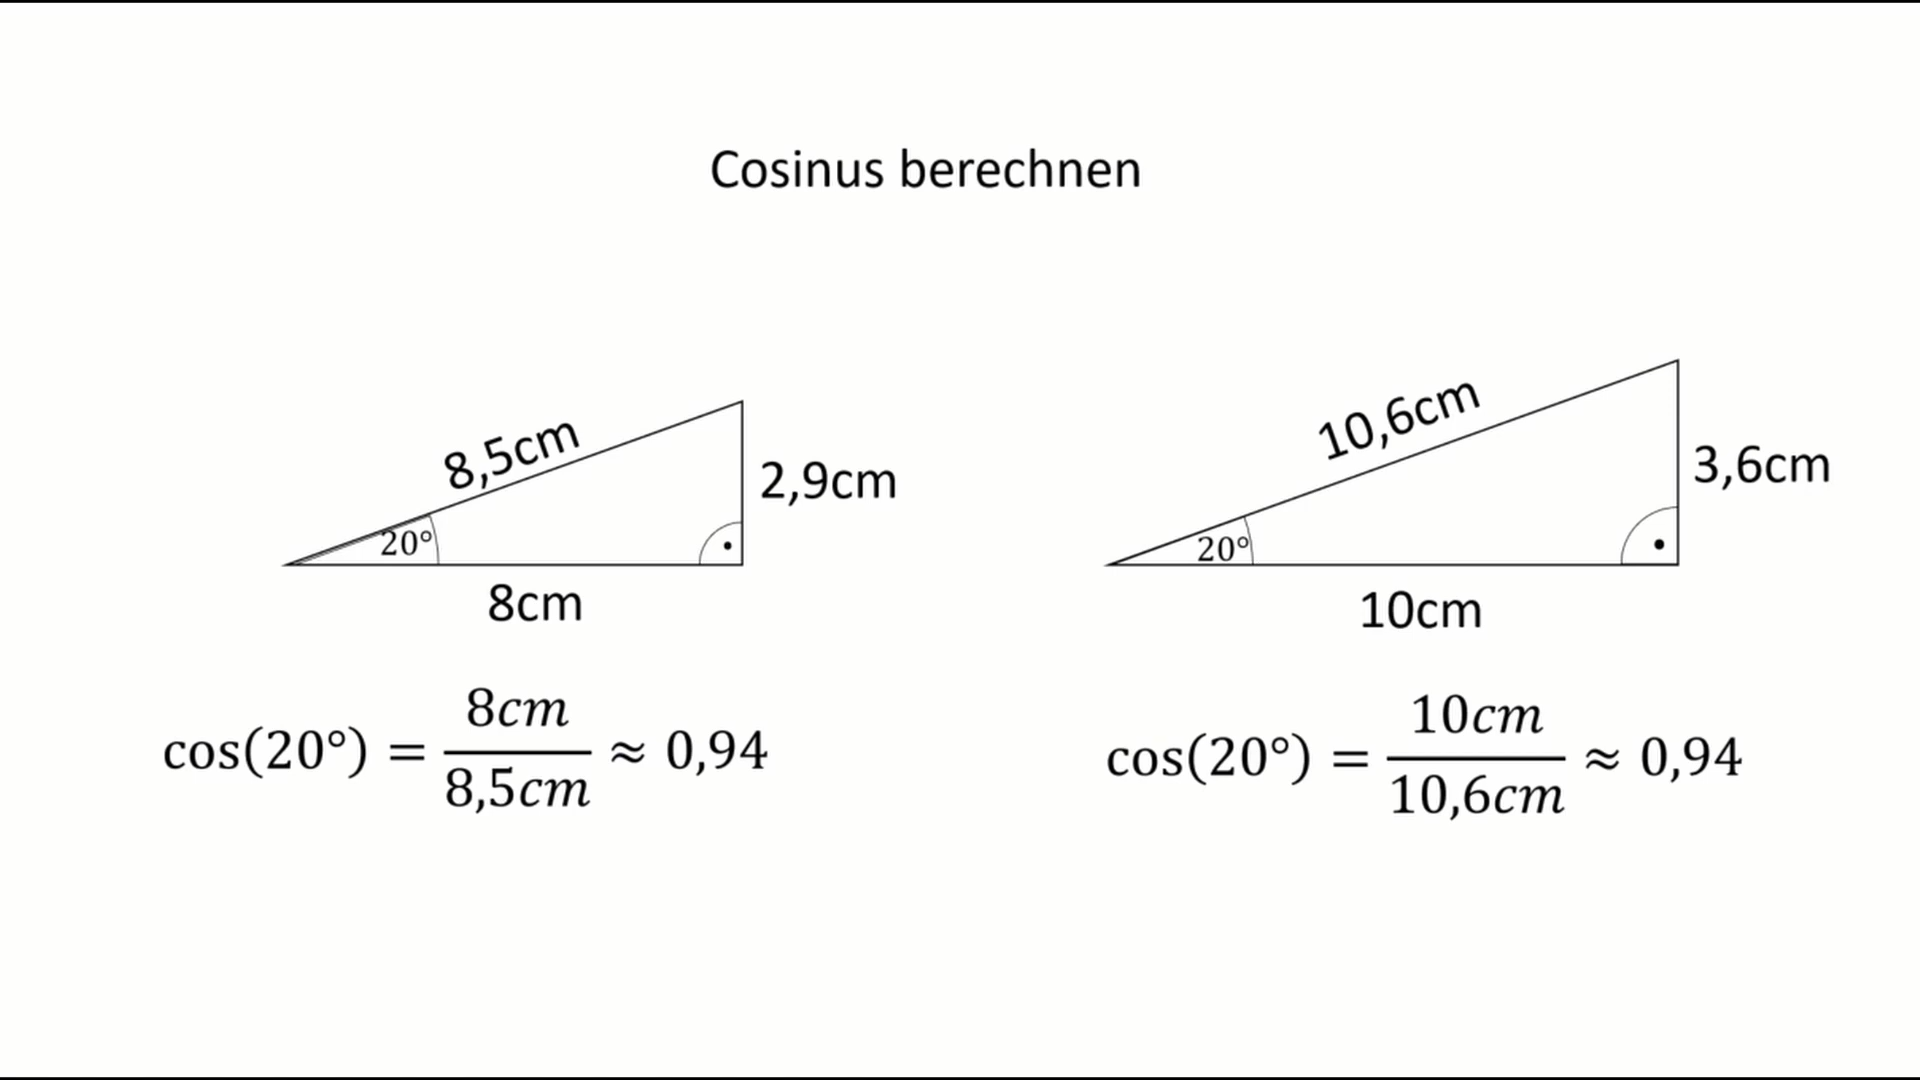 Cosinus berechnen
8,5cm
2,9cm
20°
8cm
cos(20°) = 8cm / 8,5cm ≈ 0,94
10,6cm
3,6cm
20°
10cm
cos(20°) = 10cm / 10,6cm ≈ 0,94